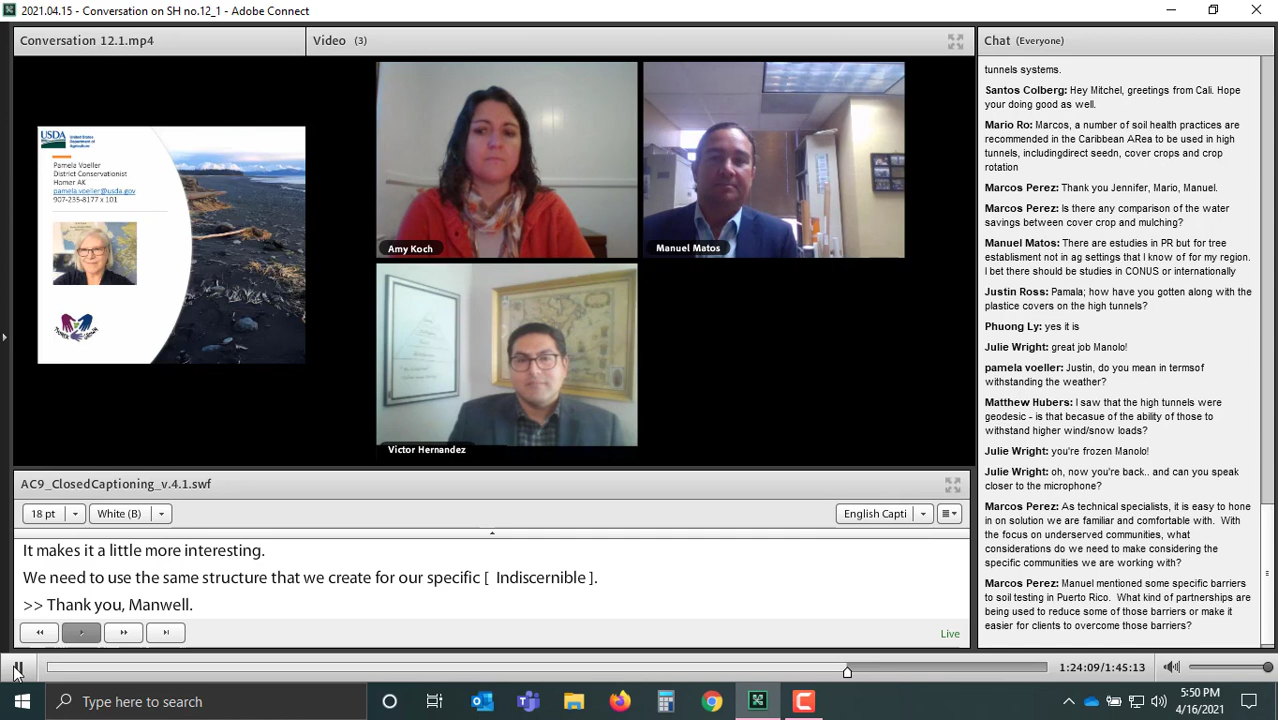 2021.04.15 - Conversation on SH no.12_1 - Adobe Connect
Conversation 12.1.mp4
Video (3)
USDA
United States
Department of
Agriculture
Pamela Voeller
District Conservationist
Homer AK
pamela.voeller@usda.gov
907-235-8177 x 101
Amy Koch
Manuel Matos
Victor Hernandez
Chat (Everyone)
tunnels systems.
Santos Colberg: Hey Mitchel, greetings from Cali. Hope
your doing good as well.
Mario Ro: Marcos, a number of soil health practices are
recommended in the Caribbean ARea to be used in high
tunnels, includingdirect seedn, cover crops and crop
rotation
Marcos Perez: Thank you Jennifer, Mario, Manuel.
Marcos Perez: Is there any comparison of the water
savings between cover crop and mulching?
Manuel Matos: There are estudies in PR but for tree
establisment not in ag settings that I know of for my region.
I bet there should be studies in CONUS or internationally
Justin Ross: Pamala; how have you gotten along with the
plastice covers on the high tunnels?
Phuong Ly: yes it is
Julie Wright: great job Manolo!
pamela voeller: Justin, do you mean in termsof
withstanding the weather?
Matthew Hubers: I saw that the high tunnels were
geodesic - is that becasue of the ability of those to
withstand higher wind/snow loads?
Julie Wright: you're frozen Manolo!
Julie Wright: oh, now you're back.. and can you speak
closer to the microphone?
Marcos Perez: As technical specialists, it is easy to hone
in on solution we are familiar and comfortable with. With
the focus on underserved communities, what
considerations do we need to make considering the
specific communities we are working with?
Marcos Perez: Manuel mentioned some specific barriers
to soil testing in Puerto Rico. What kind of partnerships are
being used to reduce some of those barriers or make it
easier for clients to overcome those barriers?
AC9_ClosedCaptioning_v.4.1.swf
18 pt
White (B)
English Capti
It makes it a little more interesting.
We need to use the same structure that we create for our specific [ Indiscernible ].
>> Thank you, Manwell.
Live
1:24:09/1:45:13
Type here to search
5:50 PM
4/16/2021